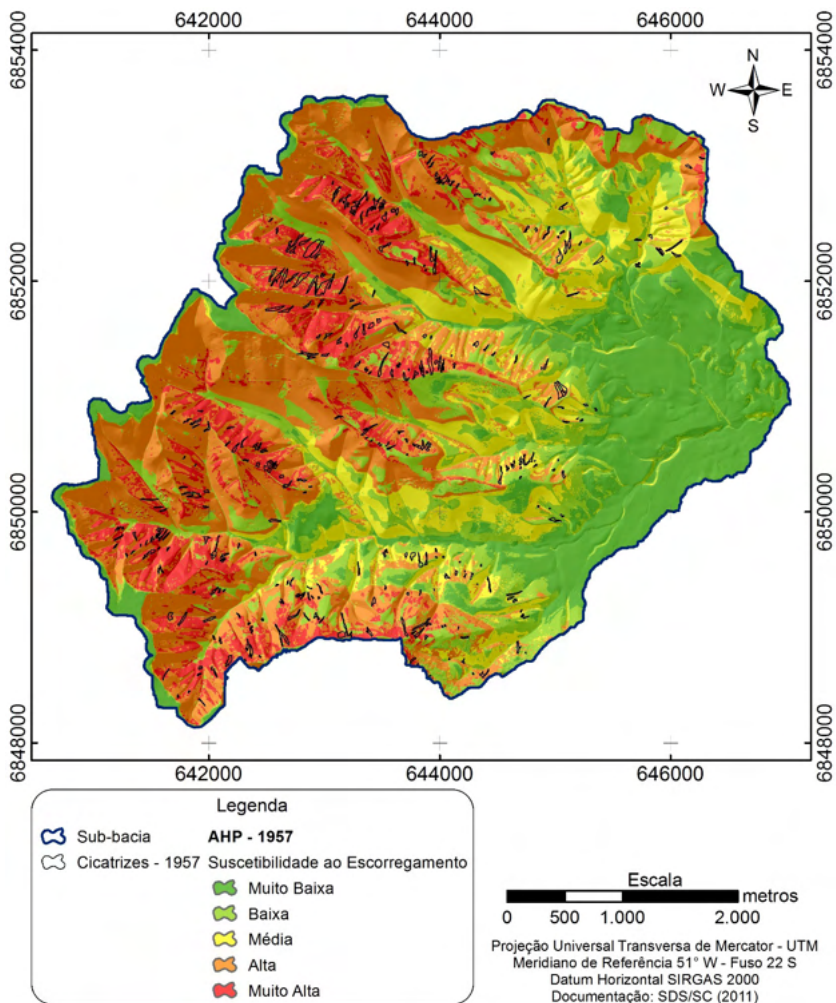 642000 644000 646000
6854000 6854000
N
W E
S
6852000 6852000
6850000 6850000
6848000 6848000
642000 644000 646000
Legenda
Sub-bacia AHP - 1957
Cicatrizes - 1957 Suscetibilidade ao Escorregamento
Muito Baixa
Baixa
Média
Alta
Muito Alta
Escala
metros
0 500 1.000 2.000
Projeção Universal Transversa de Mercator - UTM
Meridiano de Referência 51° W - Fuso 22 S
Datum Horizontal SIRGAS 2000
Documentação: SDS/SC (2011)